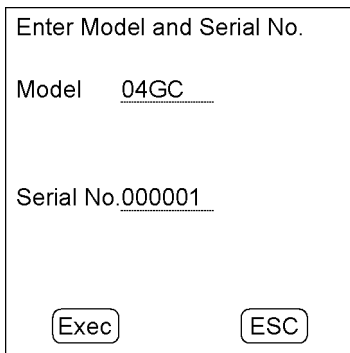 Enter Model and Serial No.
Model 04GC
Serial No.000001
Exec ESC